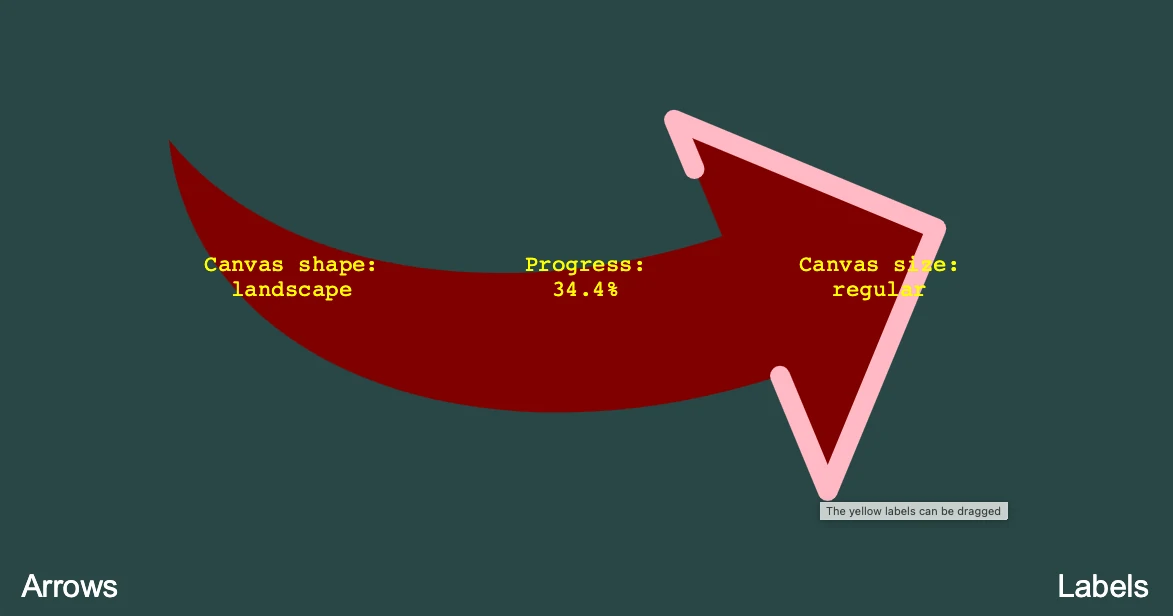 Canvas shape:
landscape
Progress:
34.4%
Canvas size:
regular
The yellow labels can be dragged
Arrows
Labels